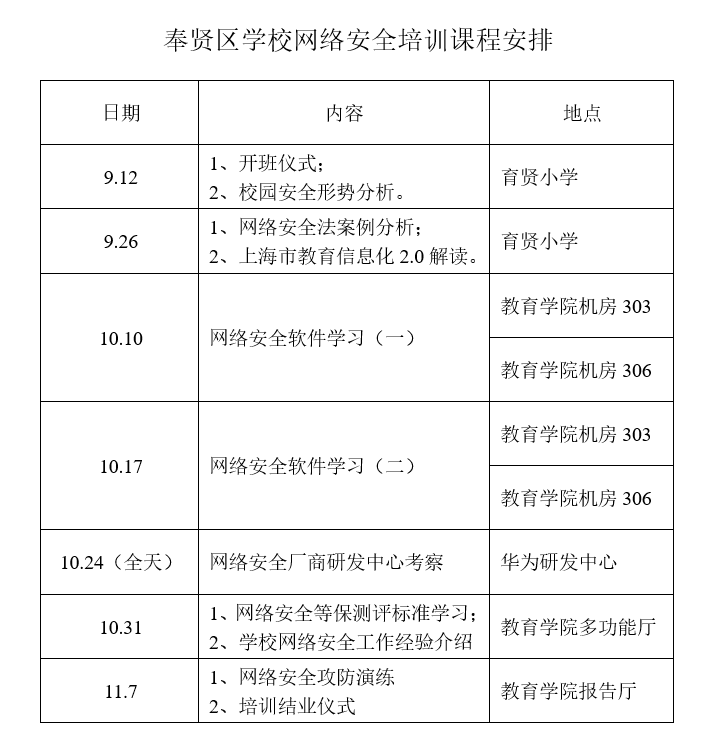 奉贤区学校网络安全培训课程安排
日期 内容 地点
9.12
1、开班仪式；
2、校园安全形势分析。
育贤小学
9.26
1、网络安全法案例分析；
2、上海市教育信息化 2.0 解读。
育贤小学
10.10
网络安全软件学习（一）
教育学院机房 303
教育学院机房 306
10.17
网络安全软件学习（二）
教育学院机房 303
教育学院机房 306
10.24（全天） 网络安全厂商研发中心考察 华为研发中心
10.31
1、网络安全等保测评标准学习；
2、学校网络安全工作经验介绍
教育学院多功能厅
11.7
1、网络安全攻防演练
2、培训结业仪式
教育学院报告厅